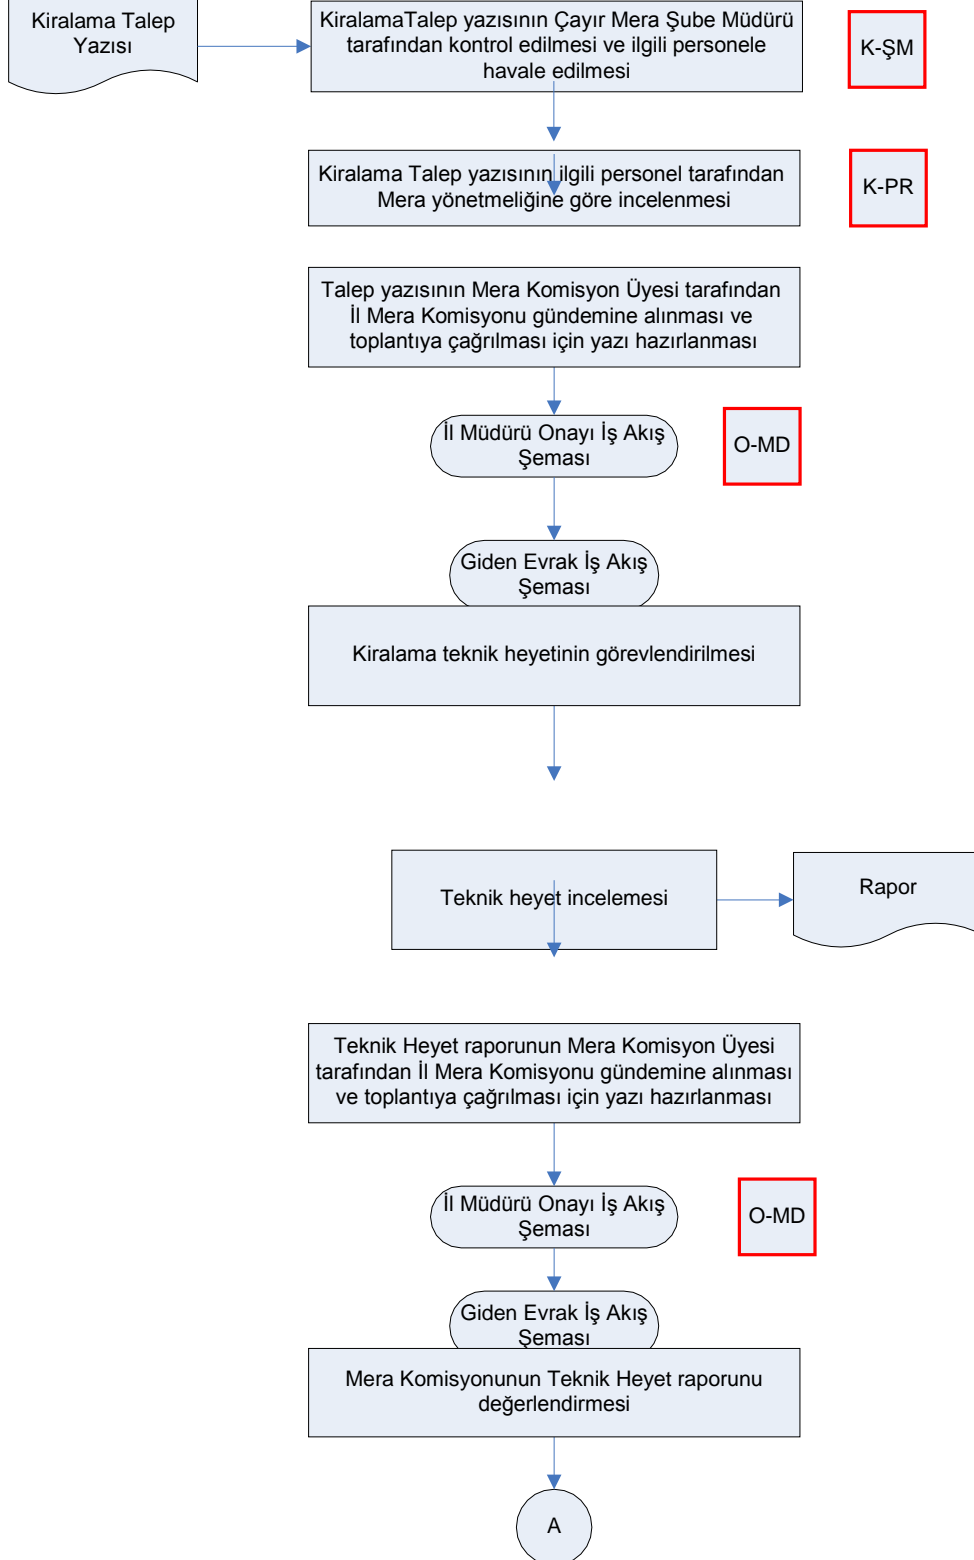 Kiralama Talep
Yazısı
KiralamaTalep yazısının Çayır Mera Şube Müdürü
tarafından kontrol edilmesi ve ilgili personele
havale edilmesi
K-ŞM
Kiralama Talep yazısının ilgili personel tarafından
Mera yönetmeliğine göre incelenmesi
K-PR
Talep yazısının Mera Komisyon Üyesi tarafından
İl Mera Komisyonu gündemine alınması ve
toplantıya çağrılması için yazı hazırlanması
İl Müdürü Onayı İş Akış
Şeması
O-MD
Giden Evrak İş Akış
Şeması
Kiralama teknik heyetinin görevlendirilmesi
Teknik heyet incelemesi
Rapor
Teknik Heyet raporunun Mera Komisyon Üyesi
tarafından İl Mera Komisyonu gündemine alınması
ve toplantıya çağrılması için yazı hazırlanması
İl Müdürü Onayı İş Akış
Şeması
O-MD
Giden Evrak İş Akış
Şeması
Mera Komisyonunun Teknik Heyet raporunu
değerlendirmesi
A